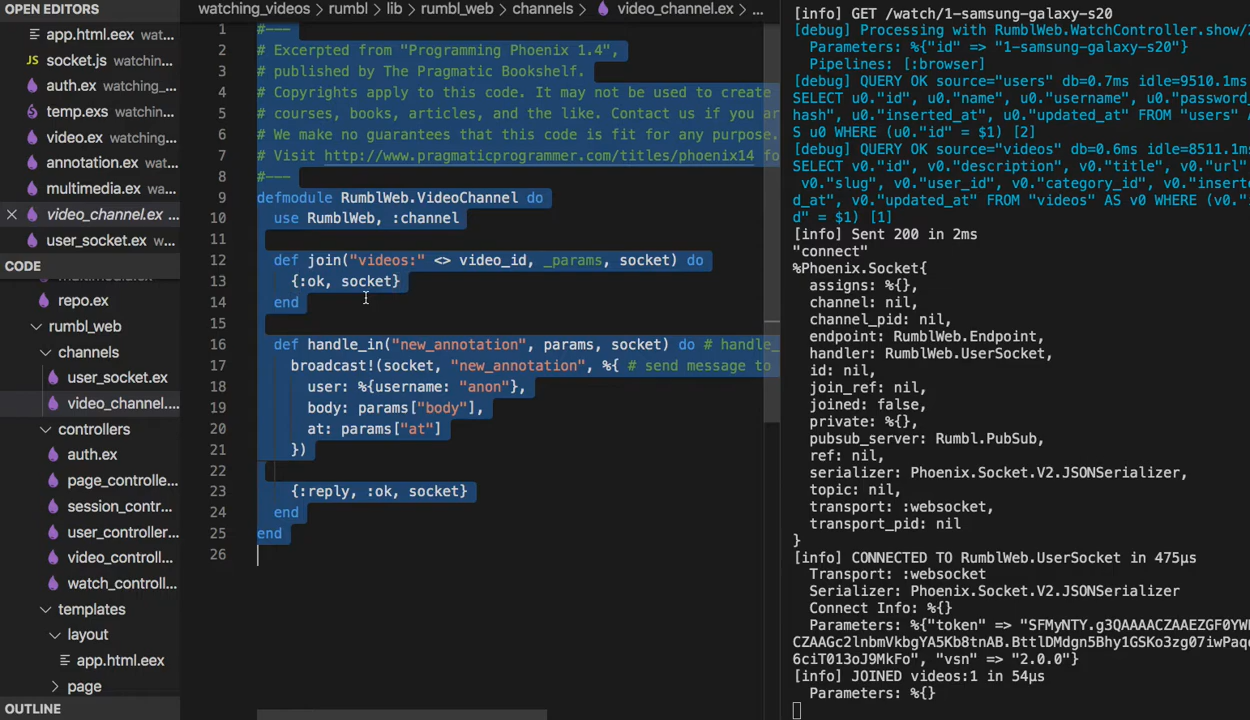 OPEN EDITORS
app.html.eex wat...
JS socket.js watchin...
auth.ex watching_...
temp.exs watchin...
video.ex watching...
annotation.ex wat...
multimedia.ex wa...
video_channel.ex ...
user_socket.ex w...
CODE
repo.ex
rumbl_web
channels
user_socket.ex
video_channel....
controllers
auth.ex
page_controlle...
session_contr...
user_controller...
video_controll...
watch_controll...
templates
layout
app.html.eex
page
OUTLINE
watching_videos > rumbl > lib > rumbl_web > channels > video_channel.ex > ...
1 #---
2 # Excerpted from "Programming Phoenix 1.4",
3 # published by The Pragmatic Bookshelf.
4 # Copyrights apply to this code. It may not be used to create
5 # courses, books, articles, and the like. Contact us if you ar
6 # We make no guarantees that this code is fit for any purpose.
7 # Visit http://www.pragmaticprogrammer.com/titles/phoenix14 fo
8 #---
9 defmodule RumblWeb.VideoChannel do
10 use RumblWeb, :channel
11
12 def join("videos:" <> video_id, _params, socket) do
13 {:ok, socket}
14 end
15
16 def handle_in("new_annotation", params, socket) do # handle_
17 broadcast!(socket, "new_annotation", %{ # send message to
18 user: %{username: "anon"},
19 body: params["body"],
20 at: params["at"]
21 })
22
23 {:reply, :ok, socket}
24 end
25 end
26
[info] GET /watch/1-samsung-galaxy-s20
[debug] Processing with RumblWeb.WatchController.show/
Parameters: %{"id" => "1-samsung-galaxy-s20"}
Pipelines: [:browser]
[debug] QUERY OK source="users" db=0.7ms idle=9510.1ms
SELECT u0."id", u0."name", u0."username", u0."password_
hash", u0."inserted_at", u0."updated_at" FROM "users" A
S u0 WHERE (u0."id" = $1) [2]
[debug] QUERY OK source="videos" db=0.6ms idle=8511.1ms
SELECT v0."id", v0."description", v0."title", v0."url"
v0."slug", v0."user_id", v0."category_id", v0."inserte
d_at", v0."updated_at" FROM "videos" AS v0 WHERE (v0."i
d" = $1) [1]
[info] Sent 200 in 2ms
"connect"
%Phoenix.Socket{
assigns: %{},
channel: nil,
channel_pid: nil,
endpoint: RumblWeb.Endpoint,
handler: RumblWeb.UserSocket,
id: nil,
join_ref: nil,
joined: false,
private: %{},
pubsub_server: Rumbl.PubSub,
ref: nil,
serializer: Phoenix.Socket.V2.JSONSerializer,
topic: nil,
transport: :websocket,
transport_pid: nil
}
[info] CONNECTED TO RumblWeb.UserSocket in 475µs
Transport: :websocket
Serializer: Phoenix.Socket.V2.JSONSerializer
Connect Info: %{}
Parameters: %{"token" => "SFMyNTY.g3QAAAACZAAEZGF0YW
CZAAGc2lnbmVkbgYA5Kb8tnAB.BttlDMdgn5Bhy1GSKo3zg07iwPaq
6ciT013oJ9MkFo", "vsn" => "2.0.0"}
[info] JOINED videos:1 in 54µs
Parameters: %{}